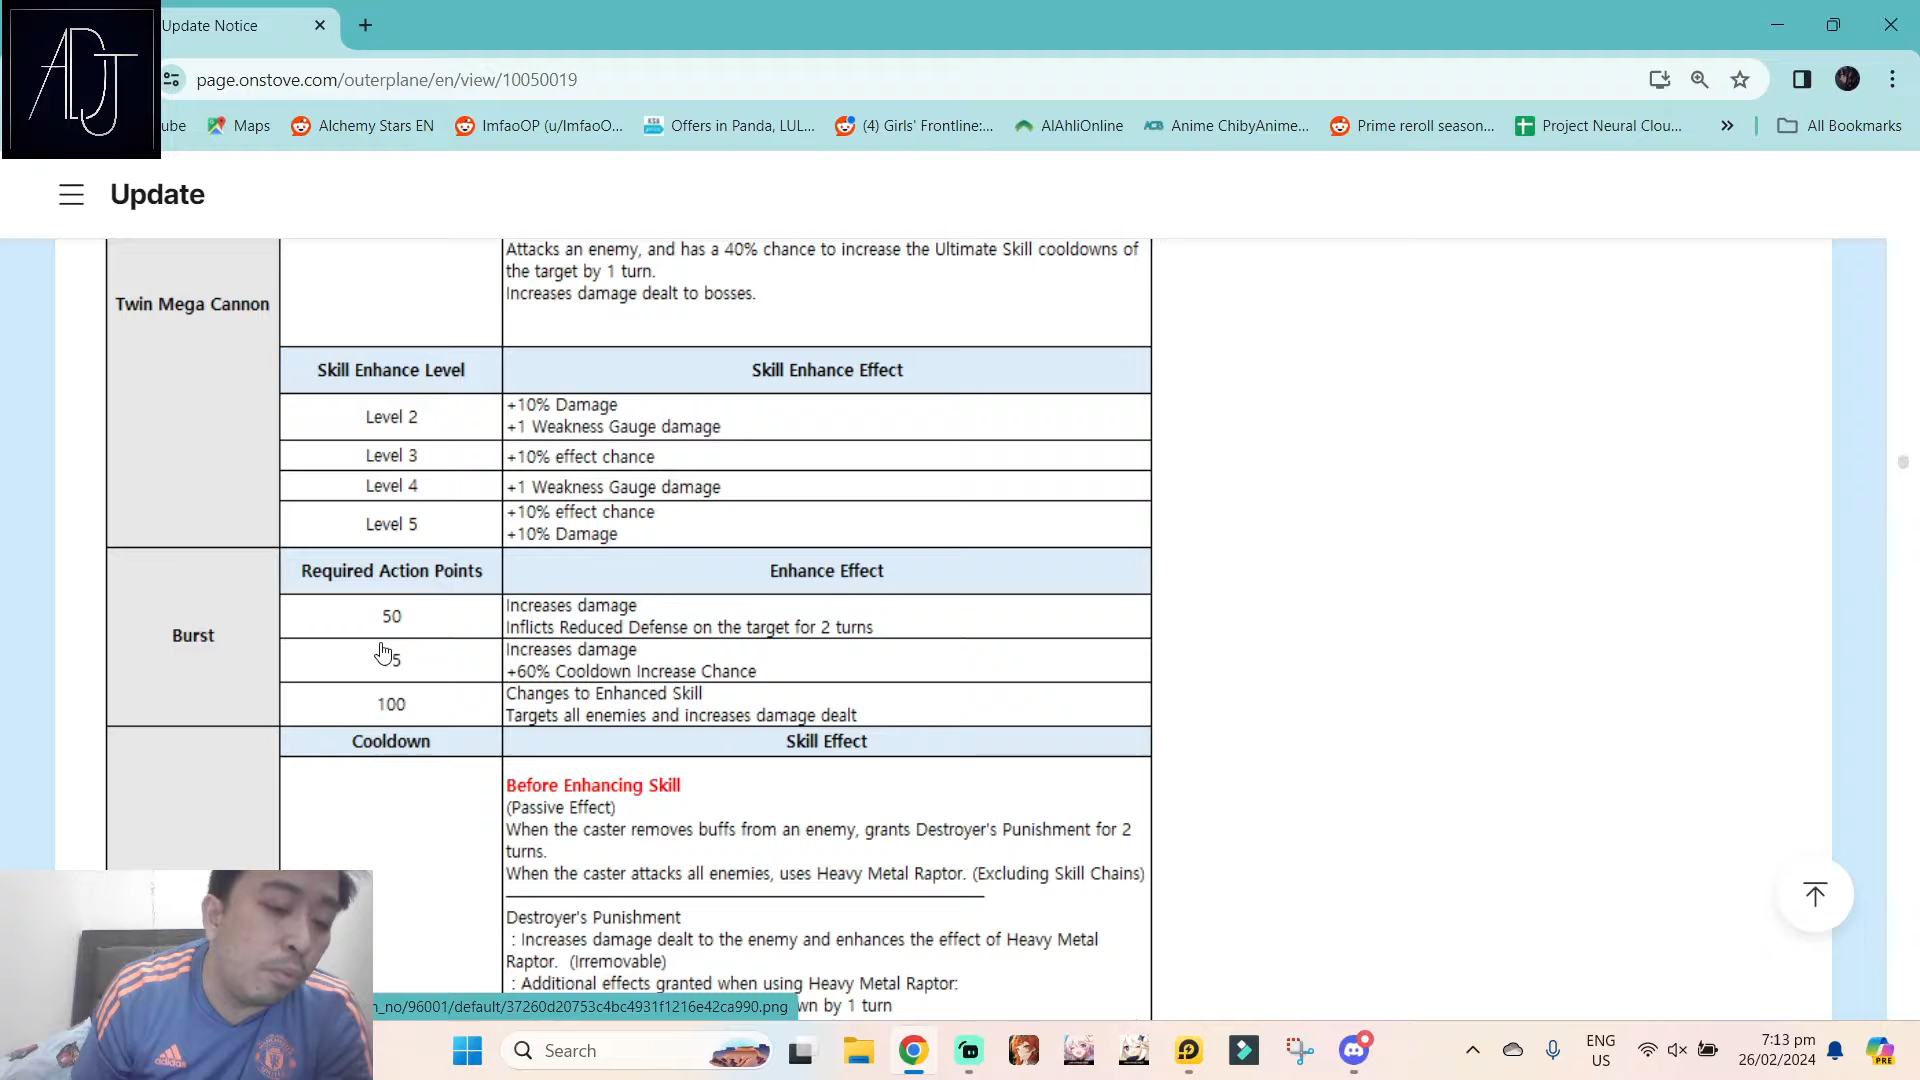 ADJ
Update Notice
page.onstove.com/outerplane/en/view/10050019
ube
Maps
Alchemy Stars EN
ImfaoOP (u/ImfaoO...
Offers in Panda, LUL...
(4) Girls' Frontline:...
AlAhliOnline
Anime ChibyAnime...
Prime reroll season...
Project Neural Clou...
All Bookmarks
Update
Twin Mega Cannon
Attacks an enemy, and has a 40% chance to increase the Ultimate Skill cooldowns of
the target by 1 turn.
Increases damage dealt to bosses.
Skill Enhance Level
Skill Enhance Effect
Level 2
+10% Damage
+1 Weakness Gauge damage
Level 3
+10% effect chance
Level 4
+1 Weakness Gauge damage
Level 5
+10% effect chance
+10% Damage
Burst
Required Action Points
Enhance Effect
50
Increases damage
Inflicts Reduced Defense on the target for 2 turns
5
Increases damage
+60% Cooldown Increase Chance
100
Changes to Enhanced Skill
Targets all enemies and increases damage dealt
Cooldown
Skill Effect
Before Enhancing Skill
(Passive Effect)
When the caster removes buffs from an enemy, grants Destroyer's Punishment for 2
turns.
When the caster attacks all enemies, uses Heavy Metal Raptor. (Excluding Skill Chains)
Destroyer's Punishment
: Increases damage dealt to the enemy and enhances the effect of Heavy Metal
Raptor. (Irremovable)
: Additional effects granted when using Heavy Metal Raptor:
wn by 1 turn
n_no/96001/default/37260d20753c4bc4931f1216e42ca990.png
Search
ENG
US
7:13 pm
26/02/2024
PRE